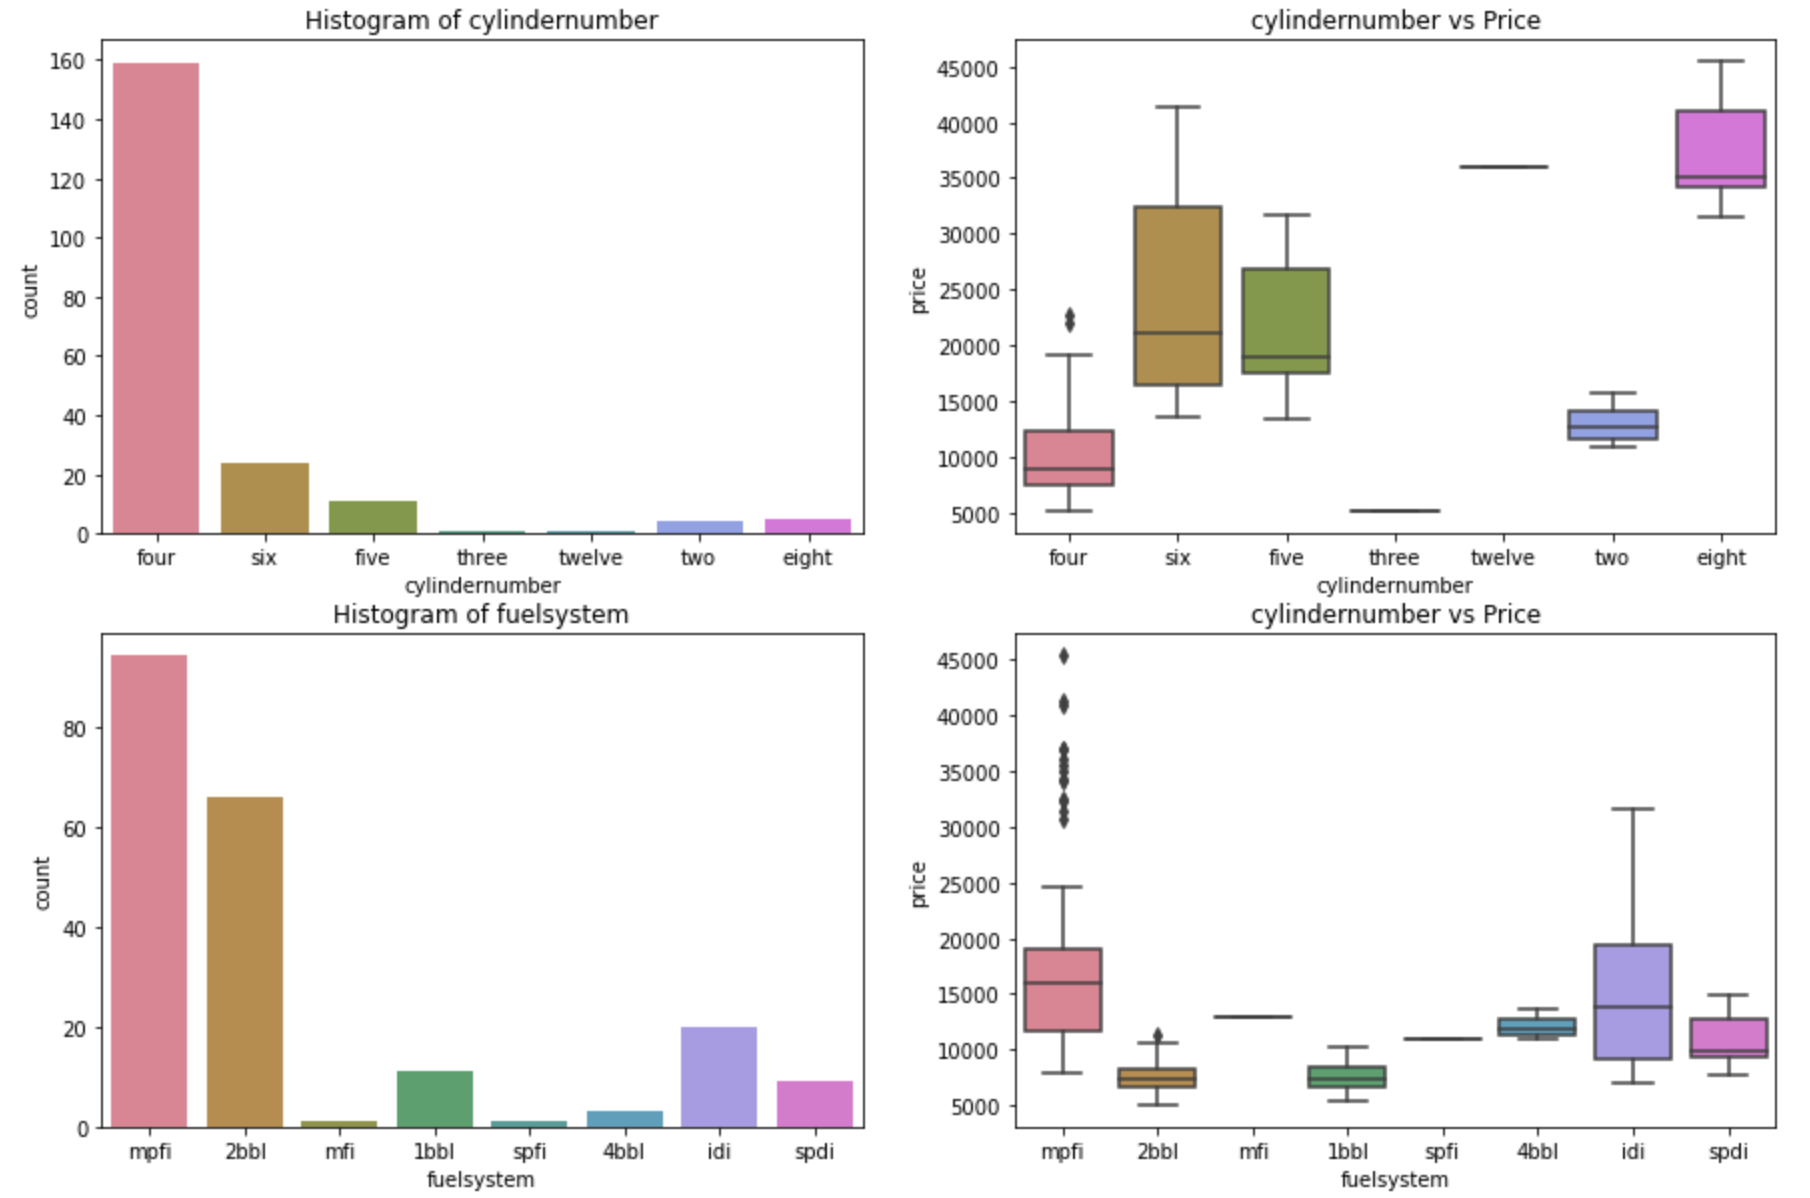 Histogram of cylindernumber
160
140
120
100
80
60
40
20
0
count
four six five three twelve two eight
cylindernumber
cylindernumber vs Price
45000
40000
35000
30000
25000
20000
15000
10000
5000
price
four six five three twelve two eight
cylindernumber
Histogram of fuelsystem
80
60
40
20
0
count
mpfi 2bbl mfi 1bbl spfi 4bbl idi spdi
fuelsystem
cylindernumber vs Price
45000
40000
35000
30000
25000
20000
15000
10000
5000
price
mpfi 2bbl mfi 1bbl spfi 4bbl idi spdi
fuelsystem